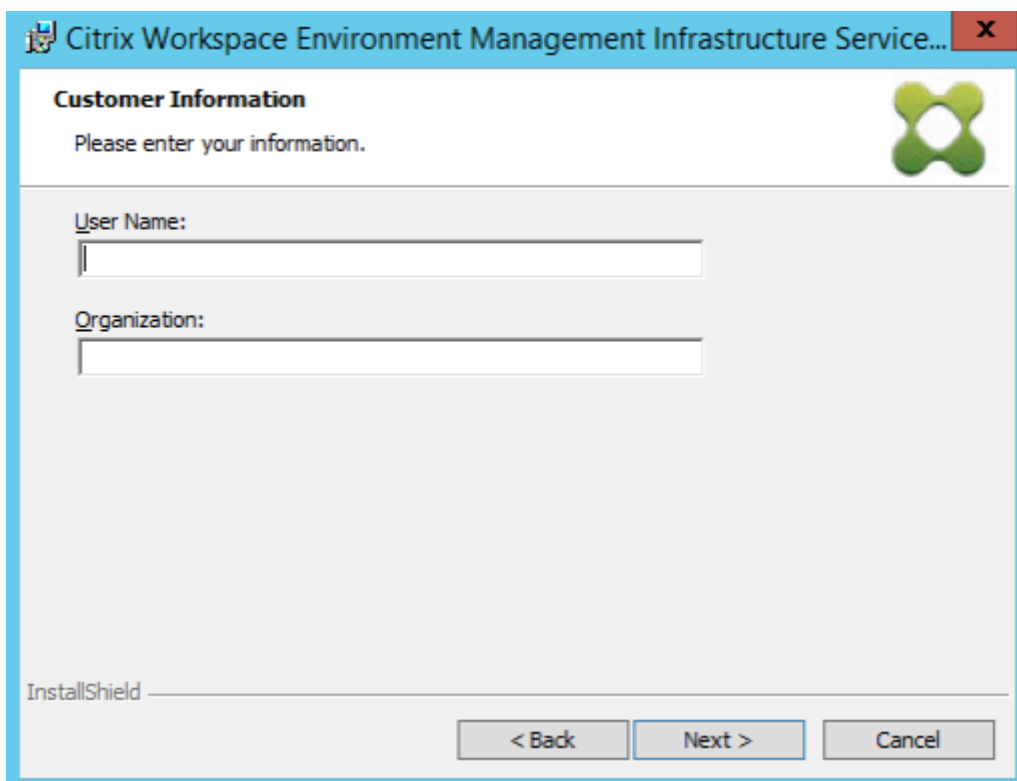 Citrix Workspace Environment Management Infrastructure Service...
x
Customer Information
Please enter your information.
User Name:
Organization:
InstallShield
< Back
Next >
Cancel